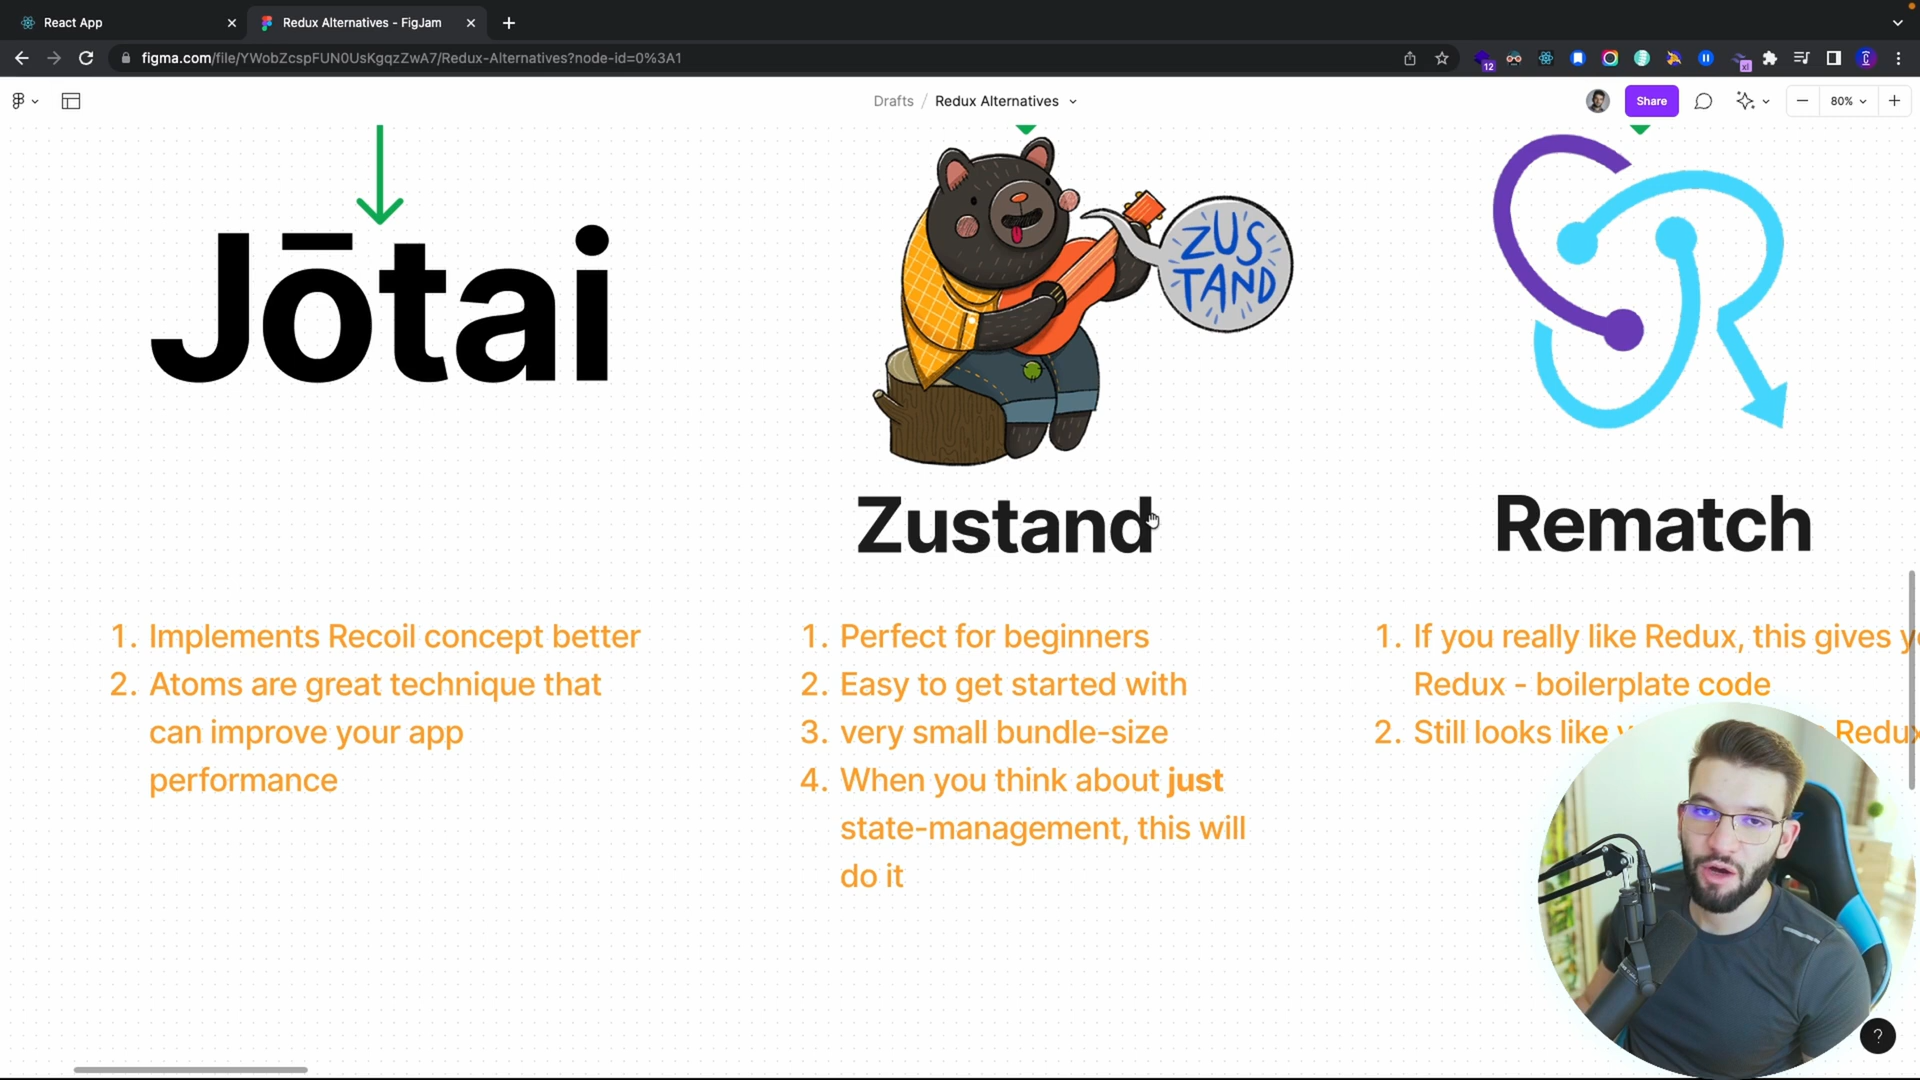 React App
Redux Alternatives - FigJam
figma.com/file/YWobZcspFUN0UsKgqzZwA7/Redux-Alternatives?node-id=0%3A1
12
xl
Drafts / Redux Alternatives
Share
80%
Jōtai
ZUS
TAND
Zustand
Rematch
1. Implements Recoil concept better
2. Atoms are great technique that
can improve your app
performance
1. Perfect for beginners
2. Easy to get started with
3. very small bundle-size
4. When you think about just
state-management, this will
do it
1. If you really like Redux, this gives
Redux - boilerplate code
2. Still looks like Redux
?